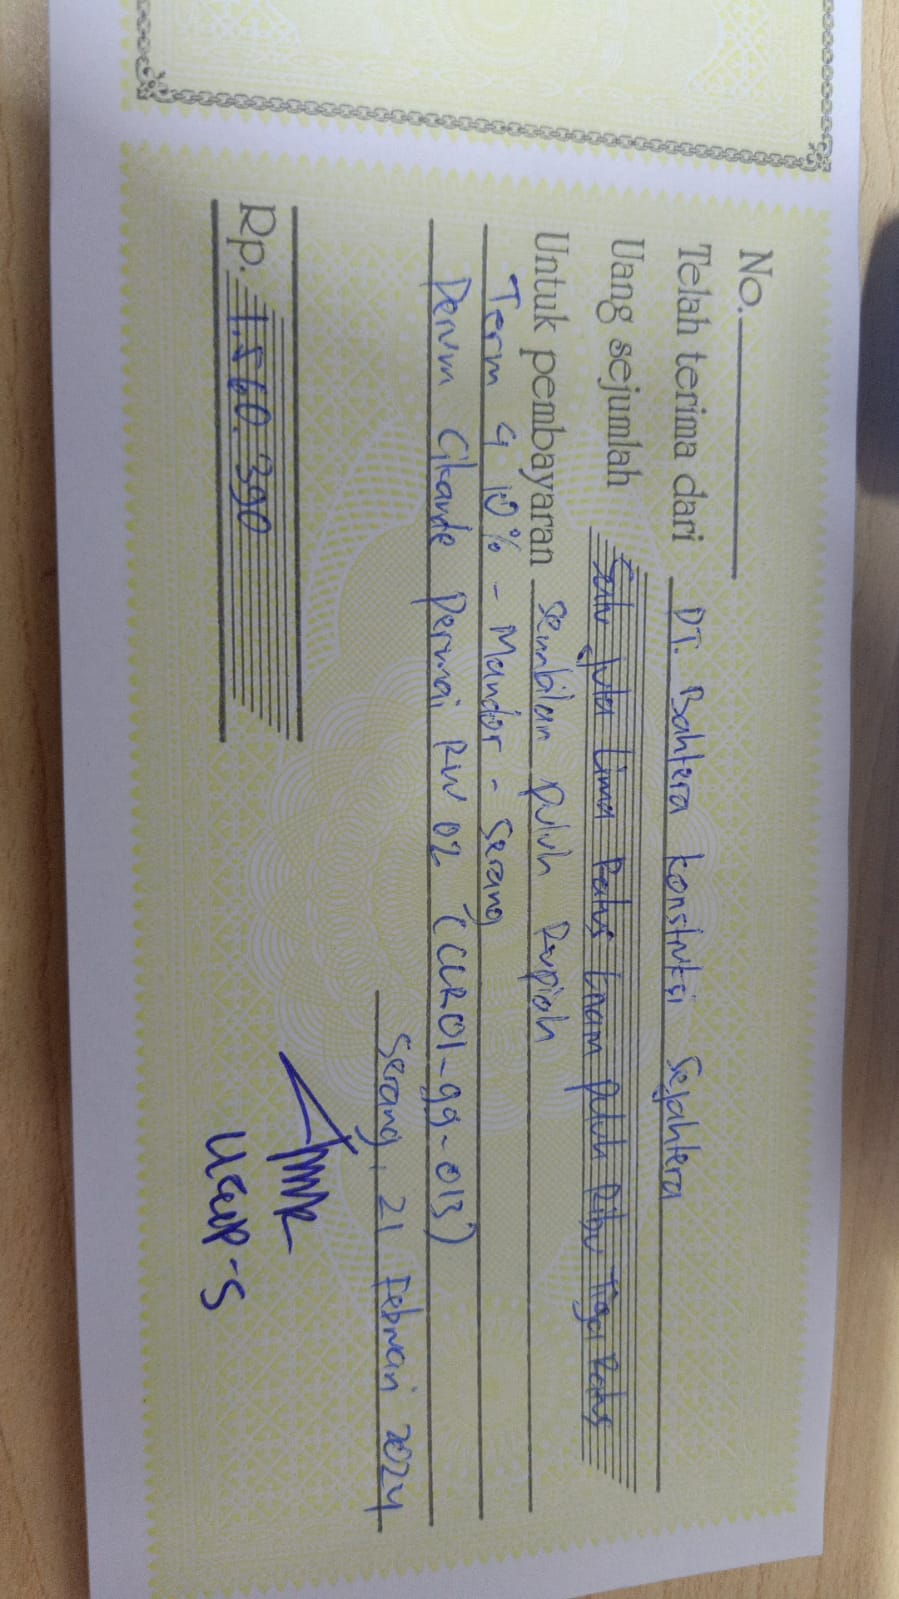 No.
Telah terima dari PT. Bahtera konstruksi Sejahtera
Uang sejumlah Satu juta Lima Ratus Enam puluh Ribu Tiga Ratus
Untuk pembayaran Sembilan puluh Rupiah
Term 4 10% - Mandor - Serang
Perum Cikande Permai RW 02 (CCR01-99-013)
Serang, 21 Februari 2024
Rp. 1.560.390